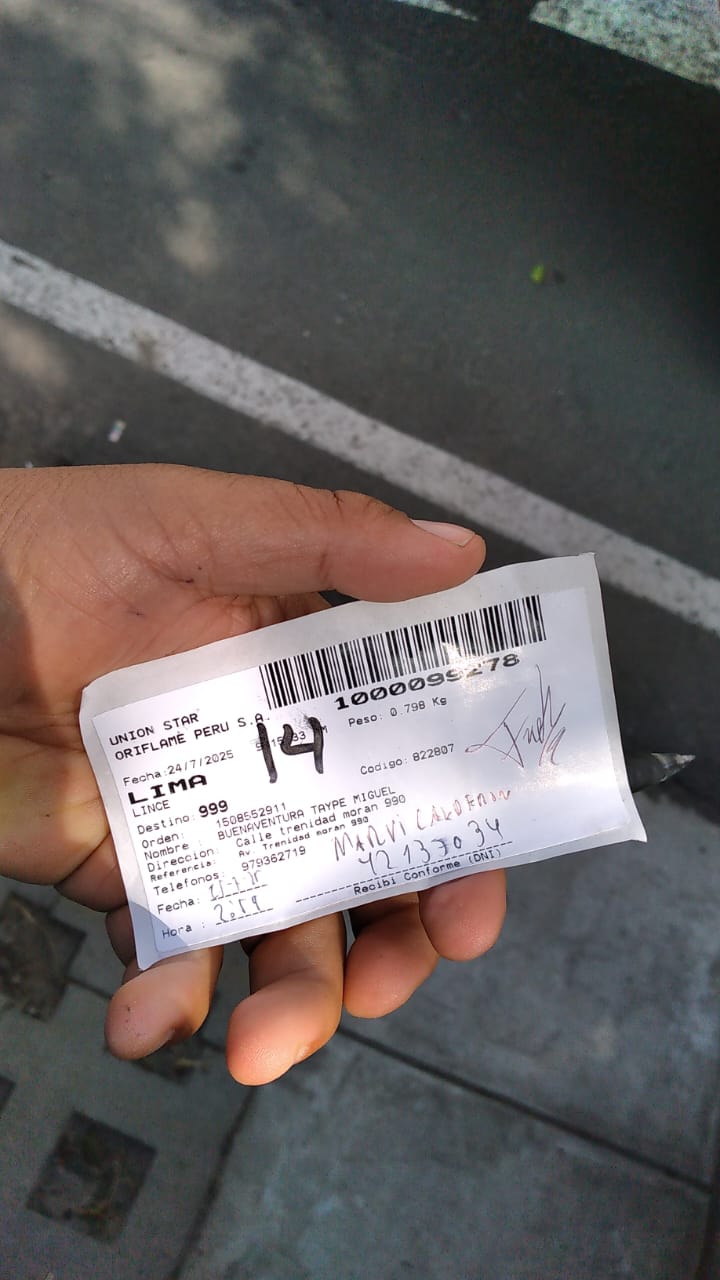 1000099278
UNION STAR
ORIFLAME PERU S.A.
Peso: 0.798 Kg
Fecha:24/7/2025
14
LIMA
Codigo: 822807
LINCE
Destino: 999
Orden: 1508552911
Nombre : BUENAVENTURA TAYPE MIGUEL
Direccion: Calle trenidad moran 990
Referencia: Av. Trenidad moran 990
Telefonos: 979362719
MARVI CALDERON
42137034
Fecha:
Hora :
Recibi Conforme (DNI)